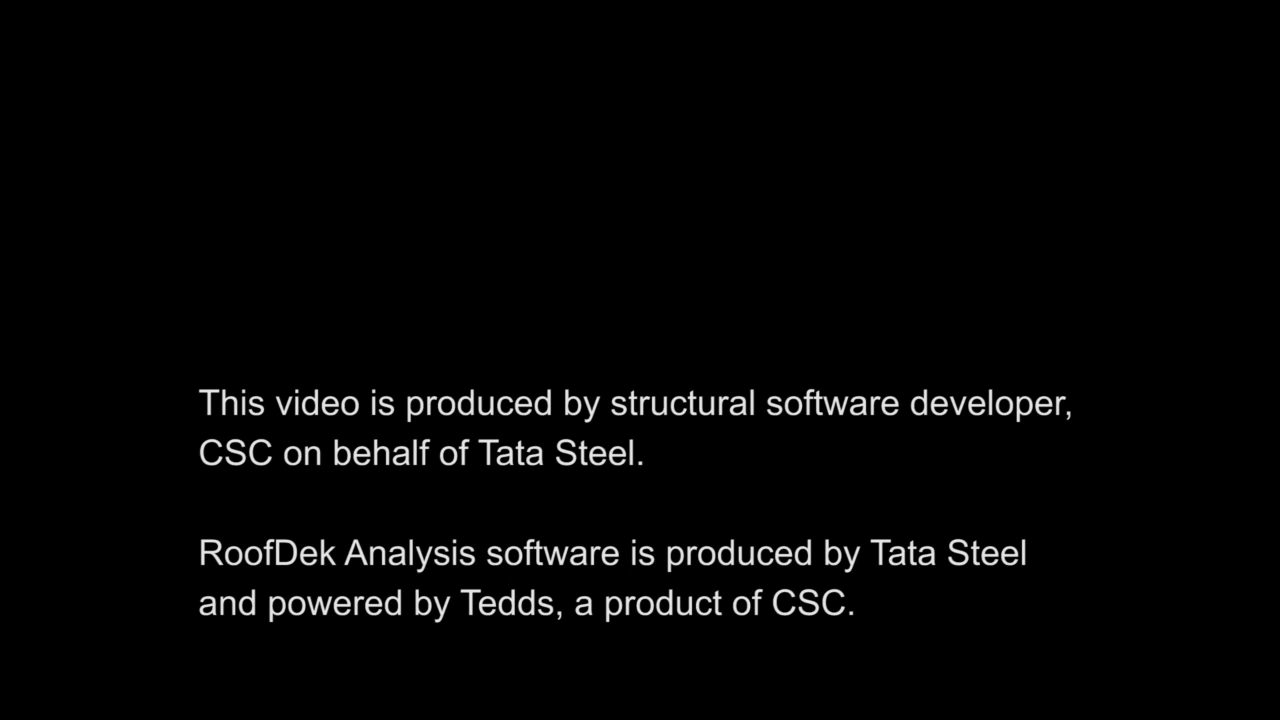 This video is produced by structural software developer,
CSC on behalf of Tata Steel.
RoofDek Analysis software is produced by Tata Steel
and powered by Tedds, a product of CSC.